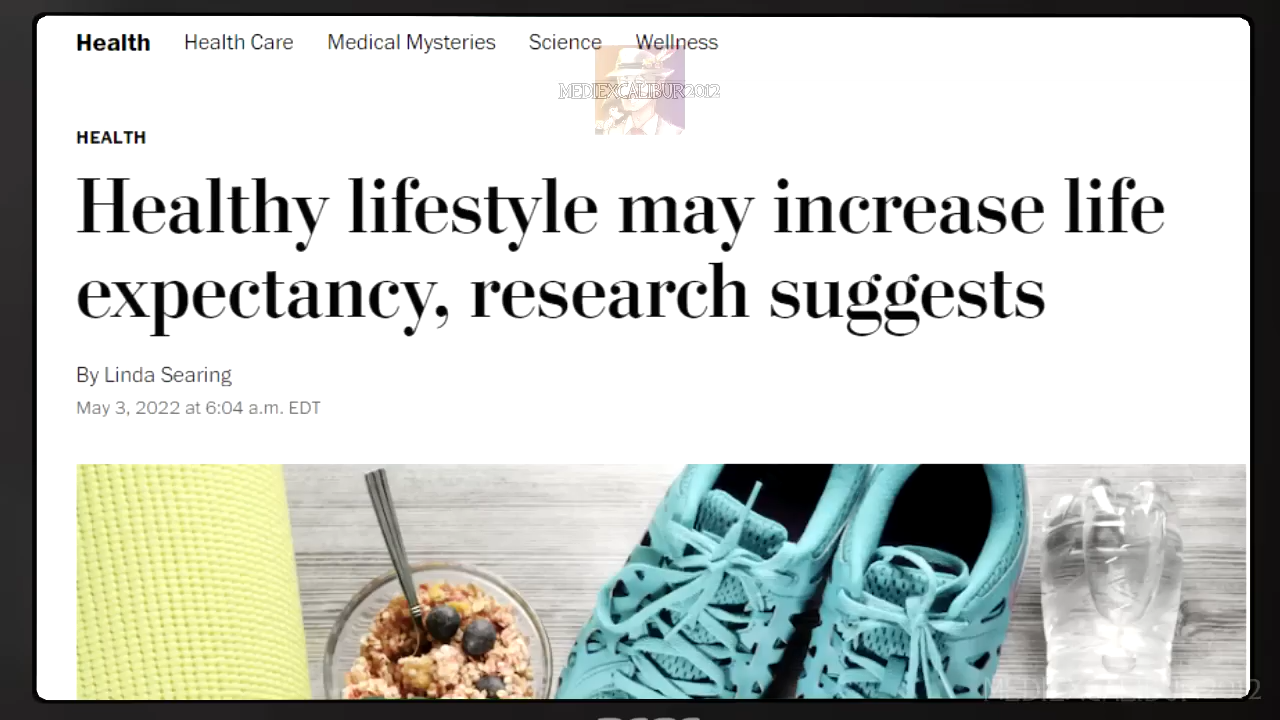 Health Health Care Medical Mysteries Science Wellness
MEDIEXCALIBUR2012
HEALTH
Healthy lifestyle may increase life
expectancy, research suggests
By Linda Searing
May 3, 2022 at 6:04 a.m. EDT
MEDIEXCALIBUR2012